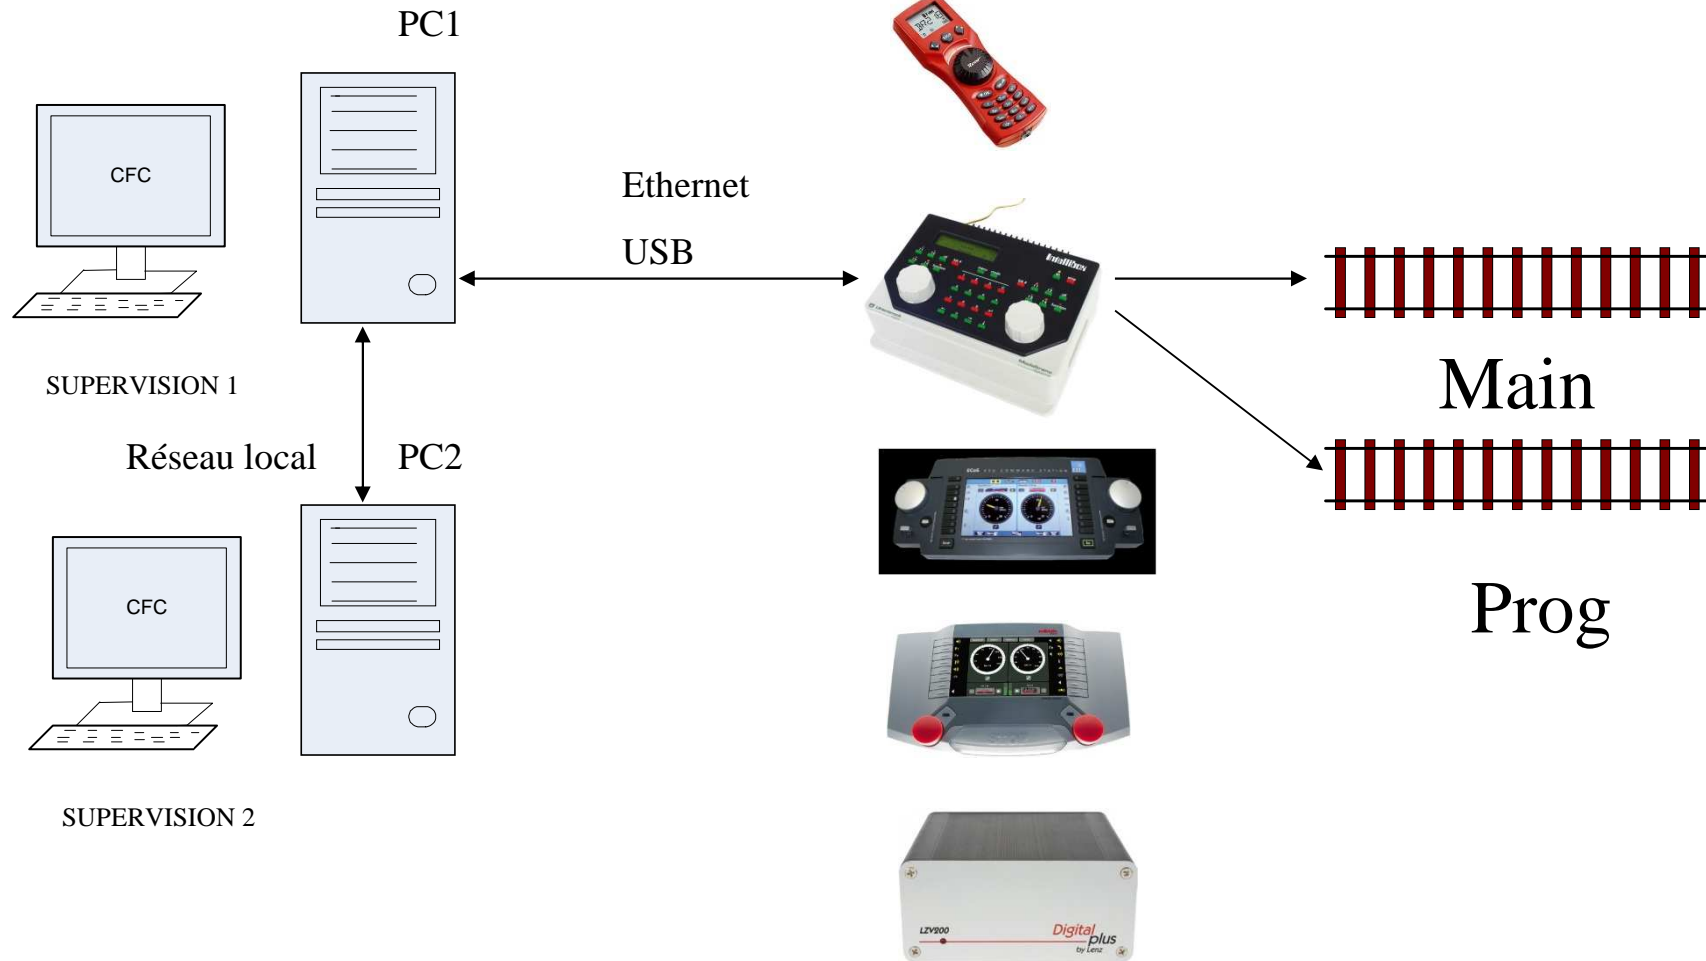 PC1
CFC
Ethernet
USB
IntelliBox
Main
SUPERVISION 1
Réseau local
PC2
CFC
Prog
SUPERVISION 2
LZV200
Digital
plus
by Lenz